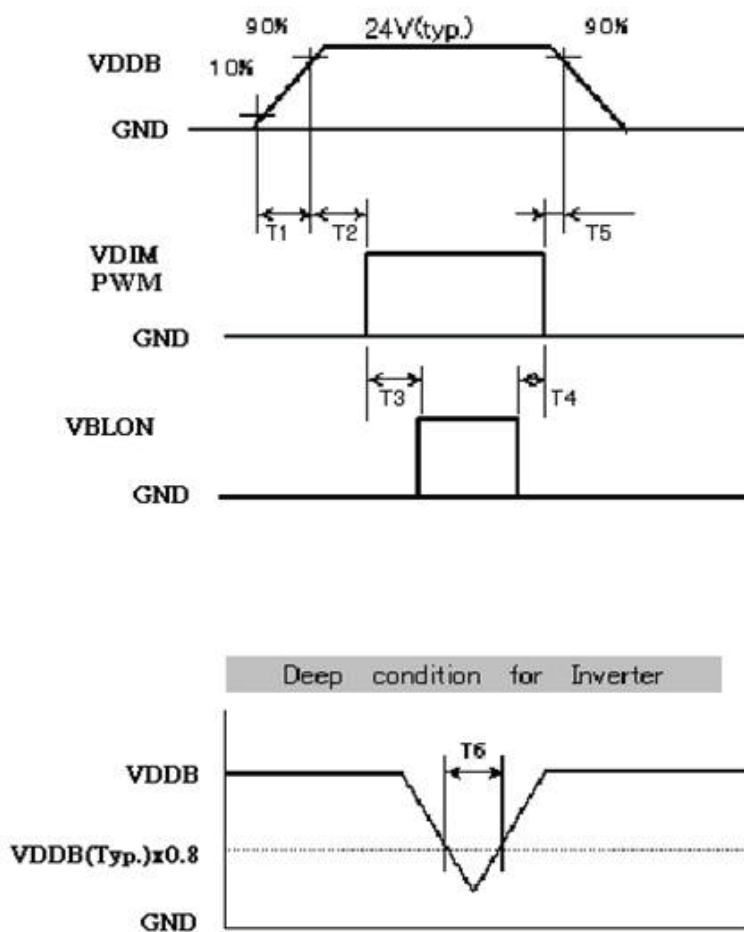 90%
24V(typ.)
90%
VDDB
10%
GND
T1
T2
T5
VDIM
PWM
GND
T3
T4
VBLON
GND
Deep condition for Inverter
T6
VDDB
VDDB(Typ.)x0.8
GND